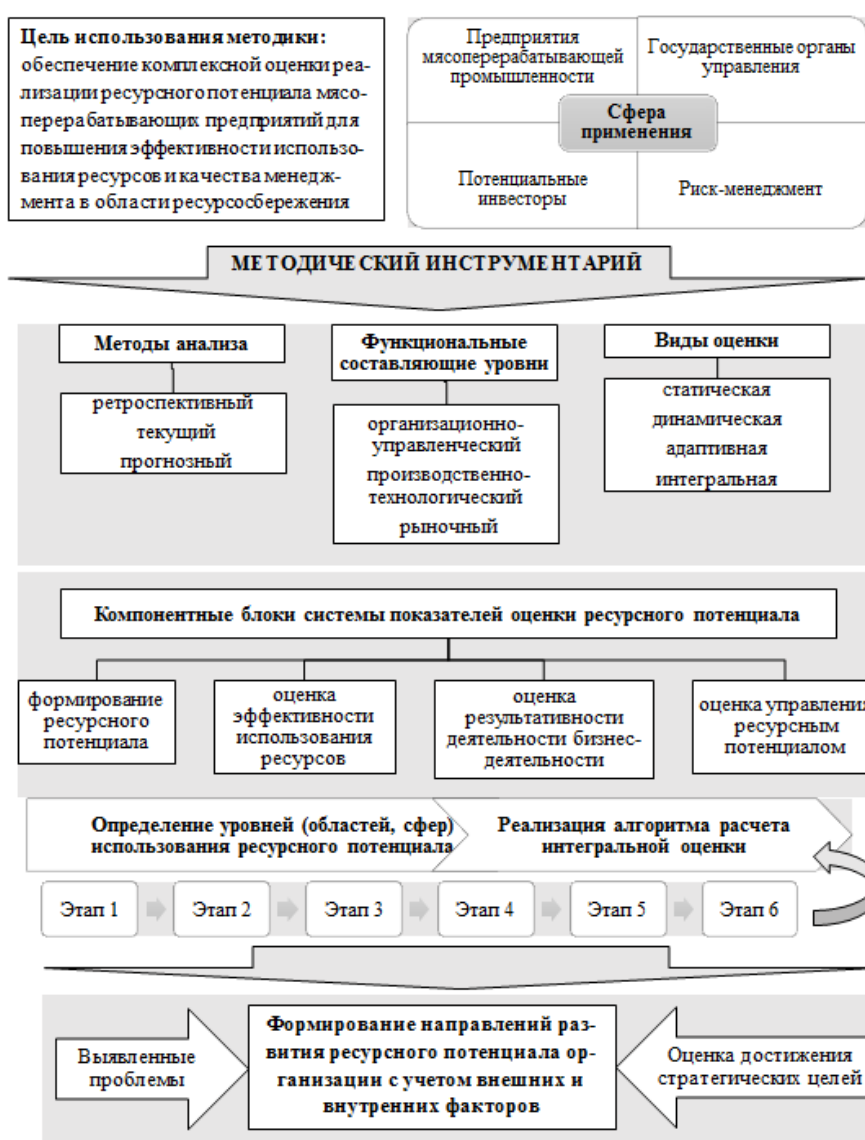 Цель использования методики:
обеспечение комплексной оценки реа-
лизации ресурсного потенциала мясо-
перерабатывающих предприятий для
повышения эффективности использо-
вания ресурсов и качества менедж-
мента в области ресурсосбережения
Предприятия
мясоперерабатывающей
промышленности
Государственные органы
управления
Сфера
применения
Потенциальные
инвесторы
Риск-менеджмент
МЕТОДИЧЕСКИЙ ИНСТРУМЕНТАРИЙ
Методы анализа
ретроспективный
текущий
прогнозный
Функциональные
составляющие уровни
организационно-
управленческий
производственно-
технологический
рыночный
Виды оценки
статическая
динамическая
адаптивная
интегральная
Компонентные блоки системы показателей оценки ресурсного потенциала
формирование
ресурсного
потенциала
оценка
эффективности
использования
ресурсов
оценка
результативности
деятельности бизнес-
деятельности
оценка управления
ресурсным
потенциалом
Определение уровней (областей, сфер)
использования ресурсного потенциала
Реализация алгоритма расчета
интегральной оценки
Этап 1
Этап 2
Этап 3
Этап 4
Этап 5
Этап 6
Выявленные
проблемы
Формирование направлений раз-
вития ресурсного потенциала ор-
ганизации с учетом внешних и
внутренних факторов
Оценка достижения
стратегических целей